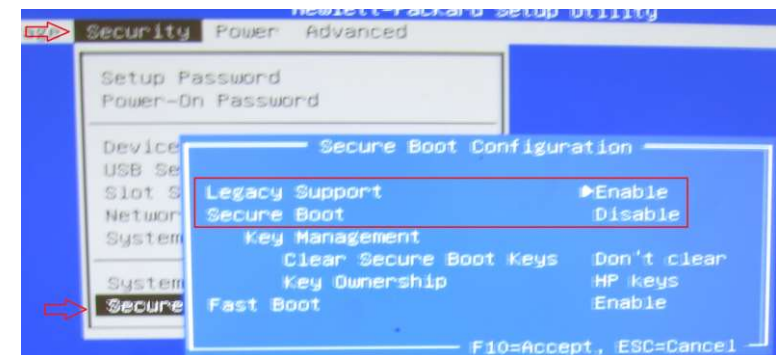 Hewlett-Packard Setup Utility
Security Power Advanced
Setup Password
Power-On Password
Device
USB Se
Slot S
Networ
System
System
Secure
Secure Boot Configuration
Legacy Support Enable
Secure Boot Disable
Key Management
Clear Secure Boot Keys Don't clear
Key Ownership HP keys
Fast Boot Enable
F10=Accept, ESC=Cancel